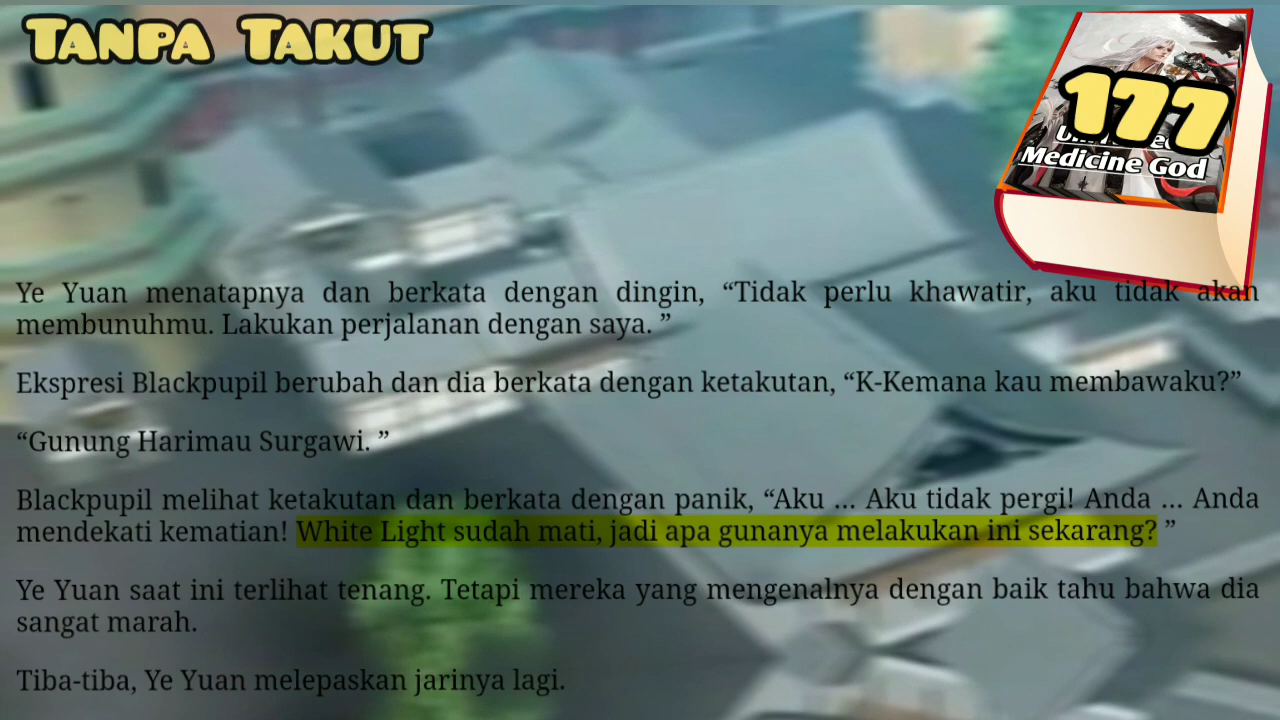 Tanpa Takut
177
Medicine God
Ye Yuan menatapnya dan berkata dengan dingin, “Tidak perlu khawatir, aku tidak akan
membunuhmu. Lakukan perjalanan dengan saya. ”
Ekspresi Blackpupil berubah dan dia berkata dengan ketakutan, “K-Kemana kau membawaku?”
“Gunung Harimau Surgawi. ”
Blackpupil melihat ketakutan dan berkata dengan panik, “Aku ... Aku tidak pergi! Anda ... Anda
mendekati kematian! White Light sudah mati, jadi apa gunanya melakukan ini sekarang? ”
Ye Yuan saat ini terlihat tenang. Tetapi mereka yang mengenalnya dengan baik tahu bahwa dia
sangat marah.
Tiba-tiba, Ye Yuan melepaskan jarinya lagi.